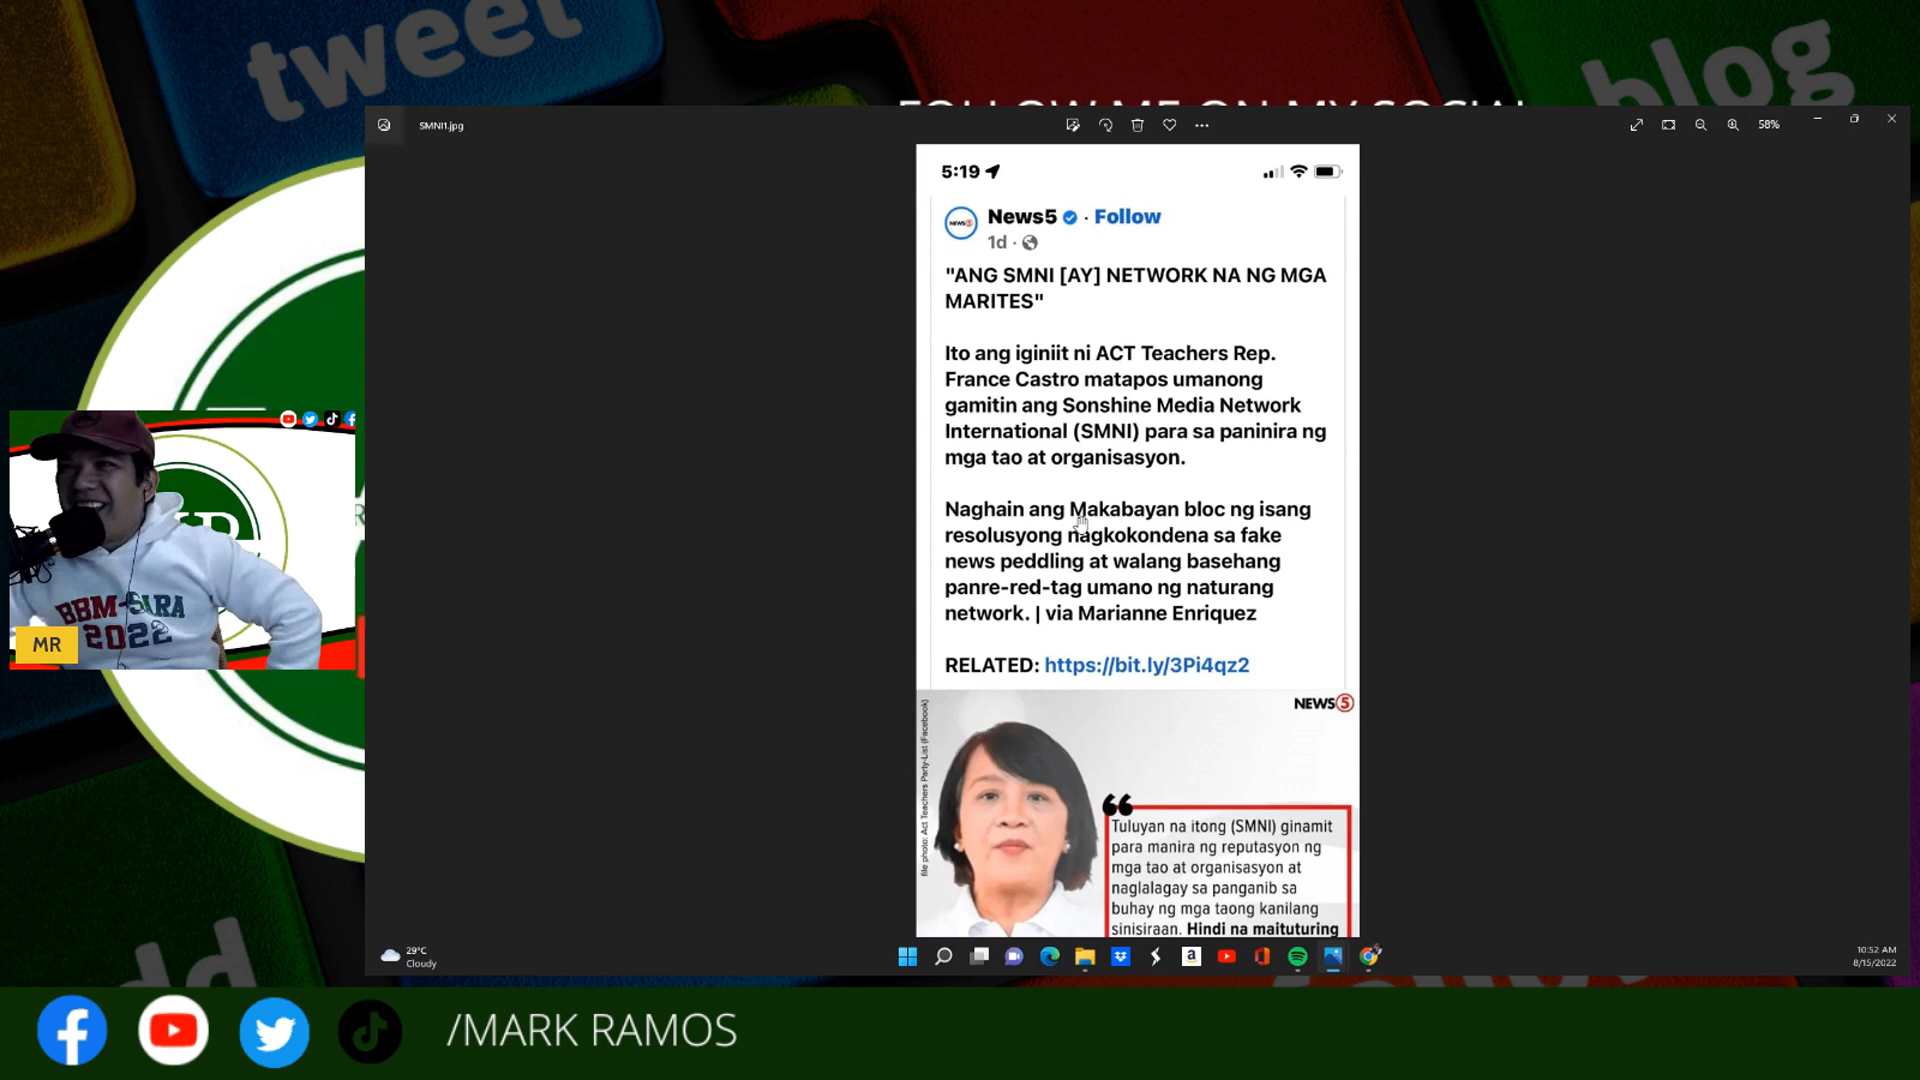 tweet
blog
FOLLOW ME ON MY SOCIAL
SMNI1.jpg
58%
5:19
NEWS5
News5 · Follow
1d ·
"ANG SMNI [AY] NETWORK NA NG MGA
MARITES"
Ito ang iginiit ni ACT Teachers Rep.
France Castro matapos umanong
gamitin ang Sonshine Media Network
International (SMNI) para sa paninira ng
mga tao at organisasyon.
Naghain ang Makabayan bloc ng isang
resolusyong nagkokondena sa fake
news peddling at walang basehang
panre-red-tag umano ng naturang
network. | via Marianne Enriquez
RELATED: https://bit.ly/3Pi4qz2
NEWS5
file photo: Act Teachers Party-List (Facebook)
Tuluyan na itong (SMNI) ginamit
para manira ng reputasyon ng
mga tao at organisasyon at
naglalagay sa panganib sa
buhay ng mga taong kanilang
sinisiraan. Hindi na maituturing
BBM-SARA
2022
MR
29°C
Cloudy
10:52 AM
8/15/2022
/MARK RAMOS